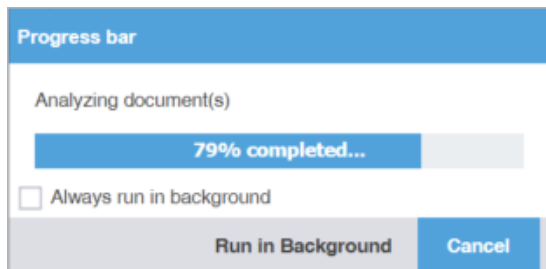 Progress bar
Analyzing document(s)
79% completed...
Always run in background
Run in Background Cancel